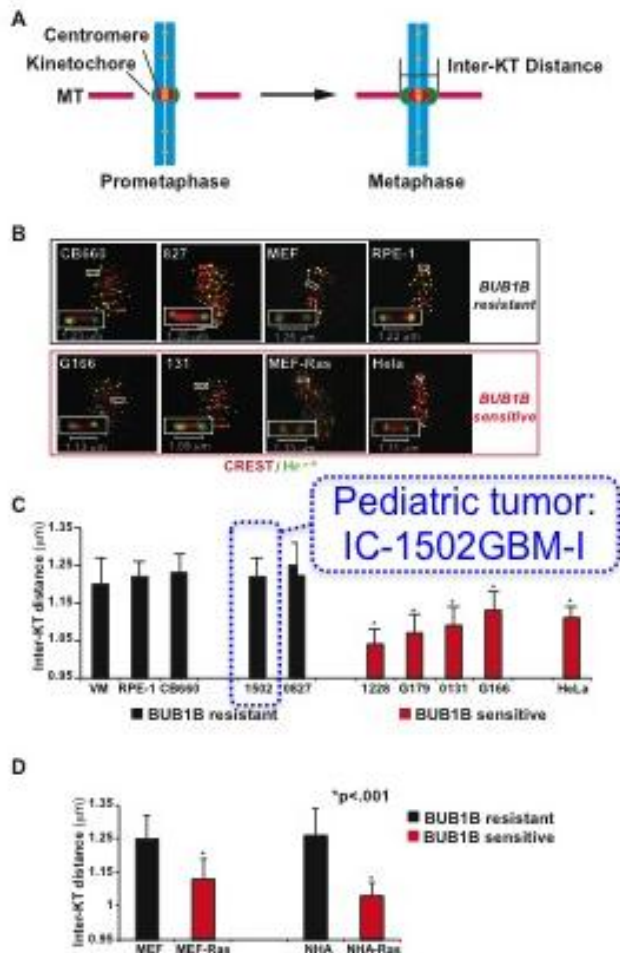 A
Centromere
Kinetochore
MT
Inter-KT Distance
Prometaphase
Metaphase
B
CB660
827
MEF
RPE-1
BUB1B
resistant
G166
131
MEF-Ras
Hela
BUB1B
sensitive
CREST/He
Pediatric tumor:
IC-1502GBM-I
C
Inter-KT distance (μm)
1.35
1.25
1.15
1.05
0.95
VM RPE-1 CB660 1502 0827 1228 G179 0131 G166 HeLa
BUB1B resistant BUB1B sensitive
D
*p<.001
Inter-KT distance (μm)
1.35
1.25
1.15
1
0.95
BUB1B resistant
BUB1B sensitive
MEF MEF-Ras NHA NHA-Ras